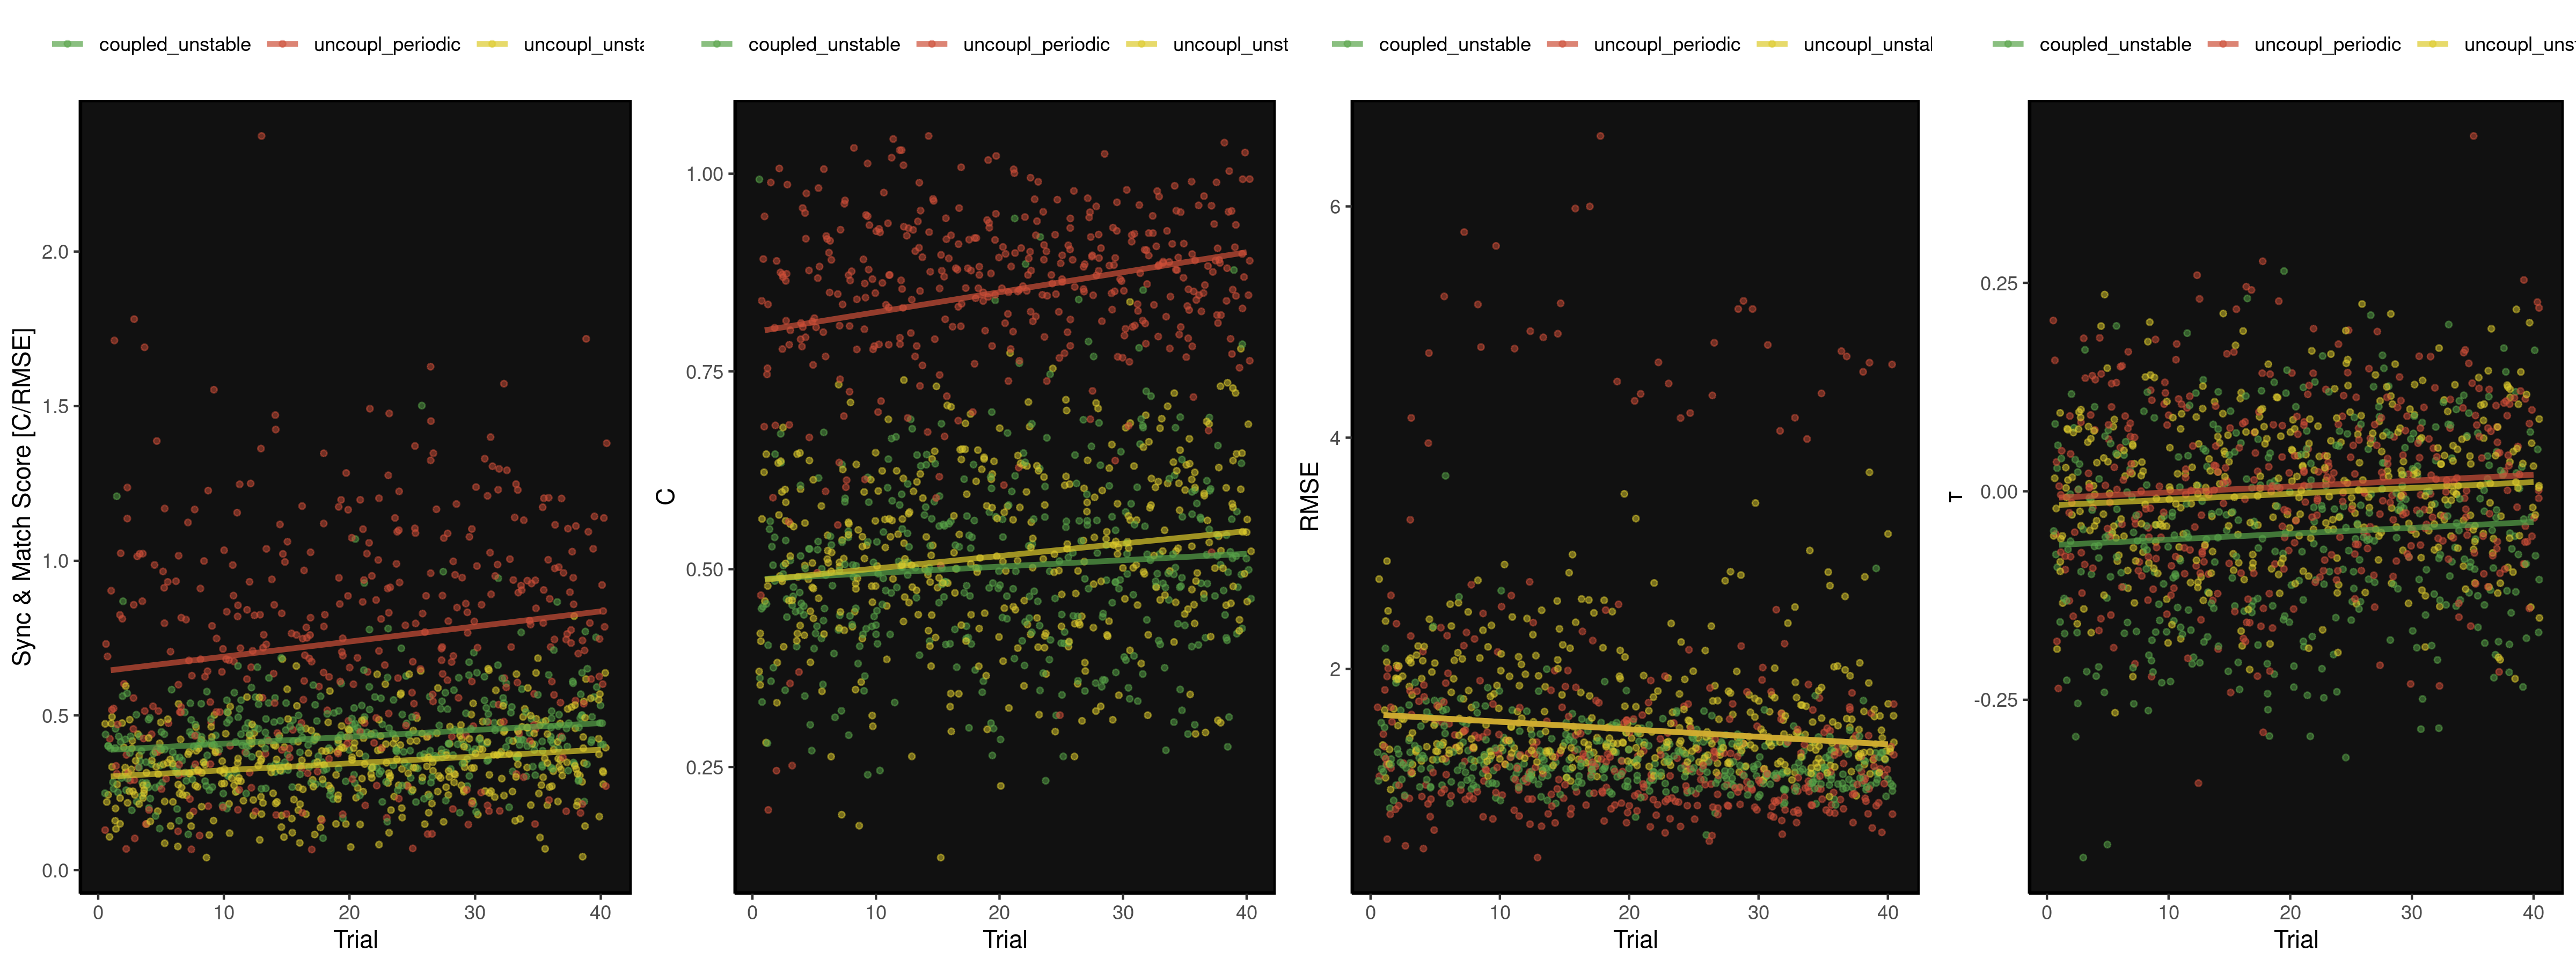 coupled_unstable uncoupl_periodic uncoupl_unsta
coupled_unstable uncoupl_periodic uncoupl_unst
coupled_unstable uncoupl_periodic uncoupl_unstal
coupled_unstable uncoupl_periodic uncoupl_uns
Sync & Match Score [C/RMSE]
2.0
1.5
1.0
0.5
0.0
0 10 20 30 40
Trial
C
1.00
0.75
0.50
0.25
0 10 20 30 40
Trial
RMSE
6
4
2
0 10 20 30 40
Trial
τ
0.25
0.00
-0.25
0 10 20 30 40
Trial